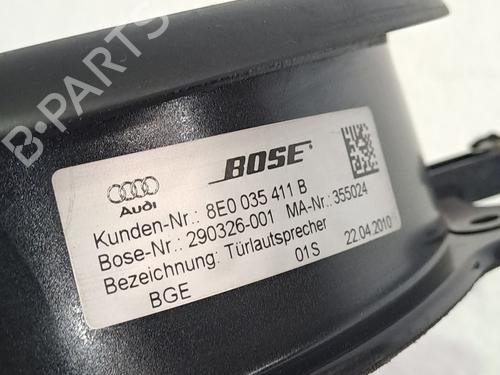 B-PARTS
Audi
BOSE
Kunden-Nr.: 8E0 035 411 B
Bose-Nr.: 290326-001 MA-Nr.: 355024
Bezeichnung: Türlautsprecher
BGE 01S 22.04.2010